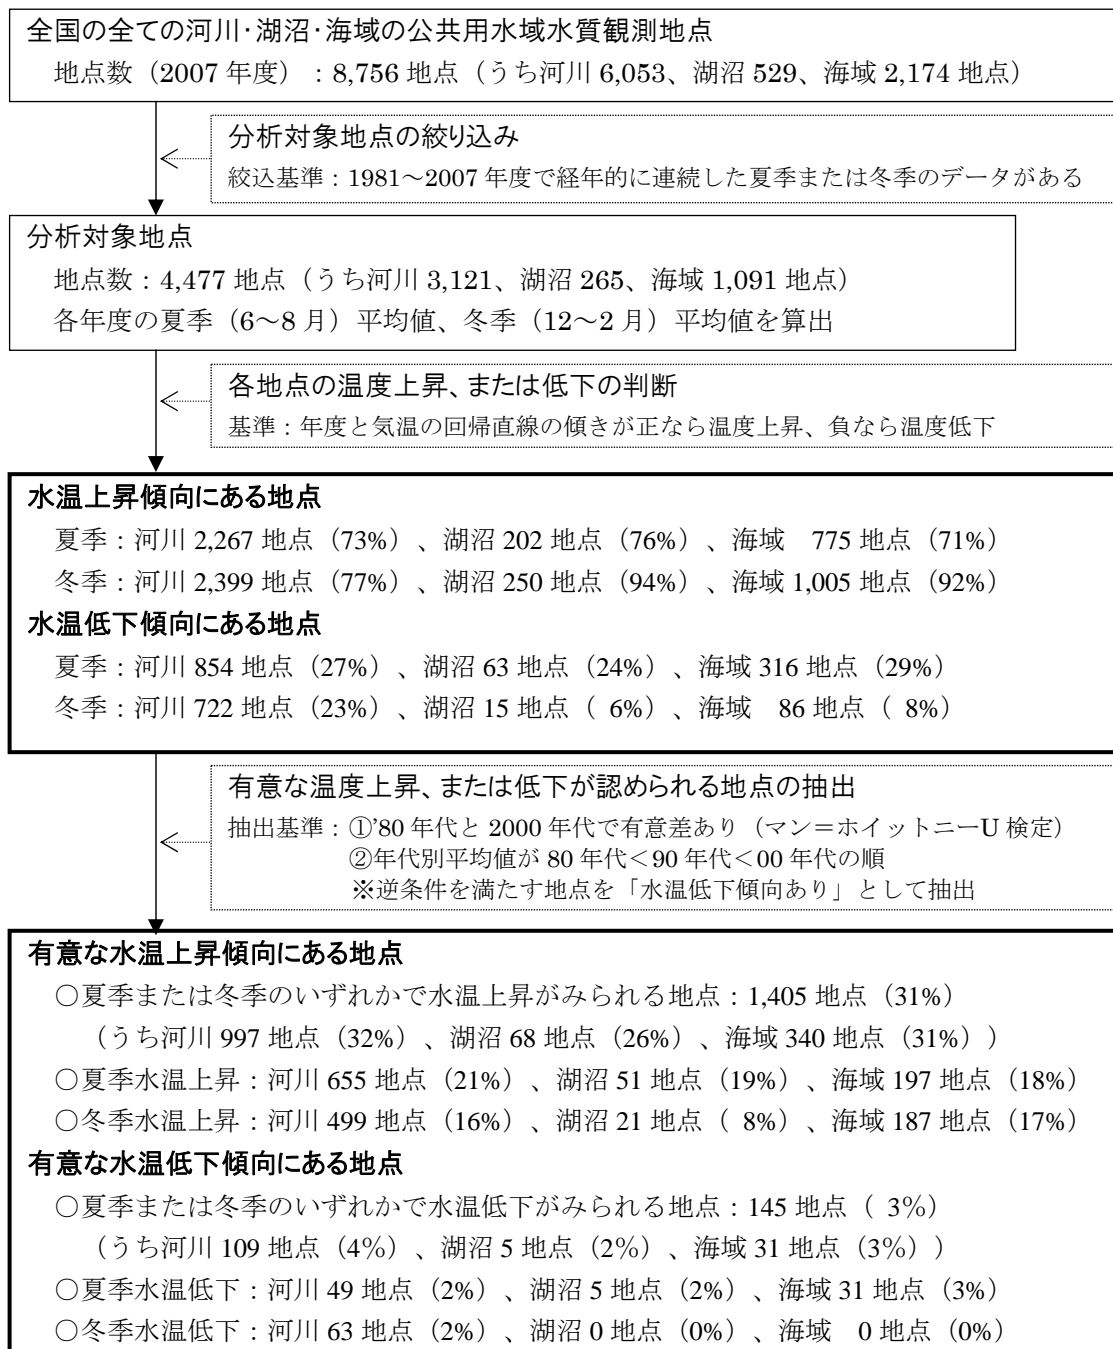 全国の全ての河川・湖沼・海域の公共用水域水質観測地点
地点数（2007 年度）：8,756 地点（うち河川 6,053、湖沼 529、海域 2,174 地点）
分析対象地点の絞り込み
絞込基準：1981～2007 年度で経年的に連続した夏季または冬季のデータがある
分析対象地点
地点数：4,477 地点（うち河川 3,121、湖沼 265、海域 1,091 地点）
各年度の夏季（6～8 月）平均値、冬季（12～2 月）平均値を算出
各地点の温度上昇、または低下の判断
基準：年度と気温の回帰直線の傾きが正なら温度上昇、負なら温度低下
水温上昇傾向にある地点
夏季：河川 2,267 地点（73%）、湖沼 202 地点（76%）、海域　775 地点（71%）
冬季：河川 2,399 地点（77%）、湖沼 250 地点（94%）、海域 1,005 地点（92%）
水温低下傾向にある地点
夏季：河川 854 地点（27%）、湖沼 63 地点（24%）、海域 316 地点（29%）
冬季：河川 722 地点（23%）、湖沼 15 地点（ 6%）、海域　86 地点（ 8%）
有意な温度上昇、または低下が認められる地点の抽出
抽出基準：①’80 年代と 2000 年代で有意差あり（マン＝ホイットニーU 検定）
②年代別平均値が 80 年代＜90 年代＜00 年代の順
※逆条件を満たす地点を「水温低下傾向あり」として抽出
有意な水温上昇傾向にある地点
○夏季または冬季のいずれかで水温上昇がみられる地点：1,405 地点（31%）
（うち河川 997 地点（32%）、湖沼 68 地点（26%）、海域 340 地点（31%））
○夏季水温上昇：河川 655 地点（21%）、湖沼 51 地点（19%）、海域 197 地点（18%）
○冬季水温上昇：河川 499 地点（16%）、湖沼 21 地点（ 8%）、海域 187 地点（17%）
有意な水温低下傾向にある地点
○夏季または冬季のいずれかで水温低下がみられる地点：145 地点（ 3％）
（うち河川 109 地点（4％）、湖沼 5 地点（2％）、海域 31 地点（3％））
○夏季水温低下：河川 49 地点（2%）、湖沼 5 地点（2%）、海域 31 地点（3%）
○冬季水温低下：河川 63 地点（2%）、湖沼 0 地点（0%）、海域　0 地点（0%）